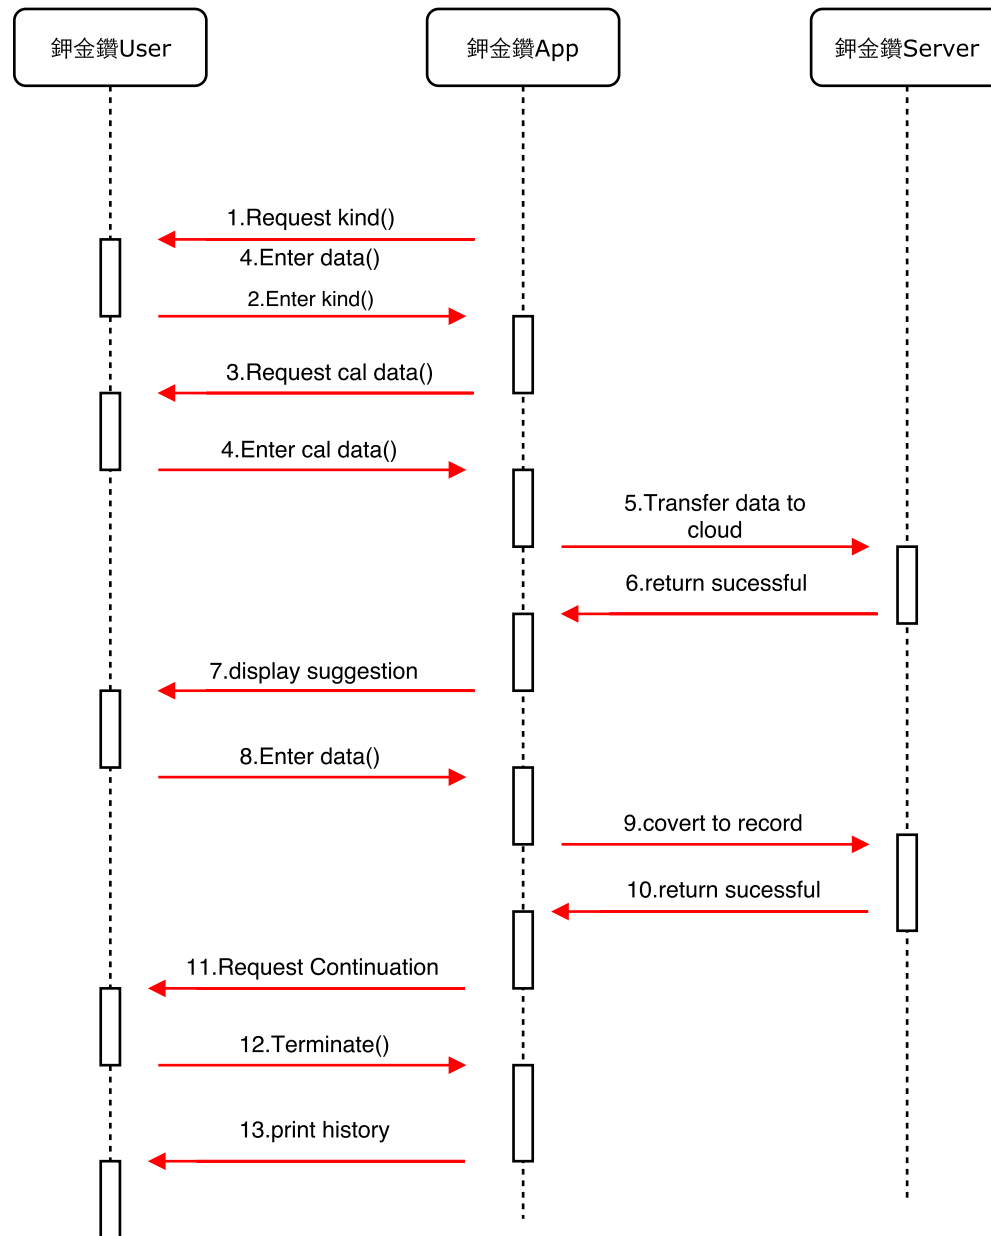 鉀金鑽User
鉀金鑽App
鉀金鑽Server
1.Request kind()
4.Enter data()
2.Enter kind()
3.Request cal data()
4.Enter cal data()
5.Transfer data to
cloud
6.return sucessful
7.display suggestion
8.Enter data()
9.covert to record
10.return sucessful
11.Request Continuation
12.Terminate()
13.print history